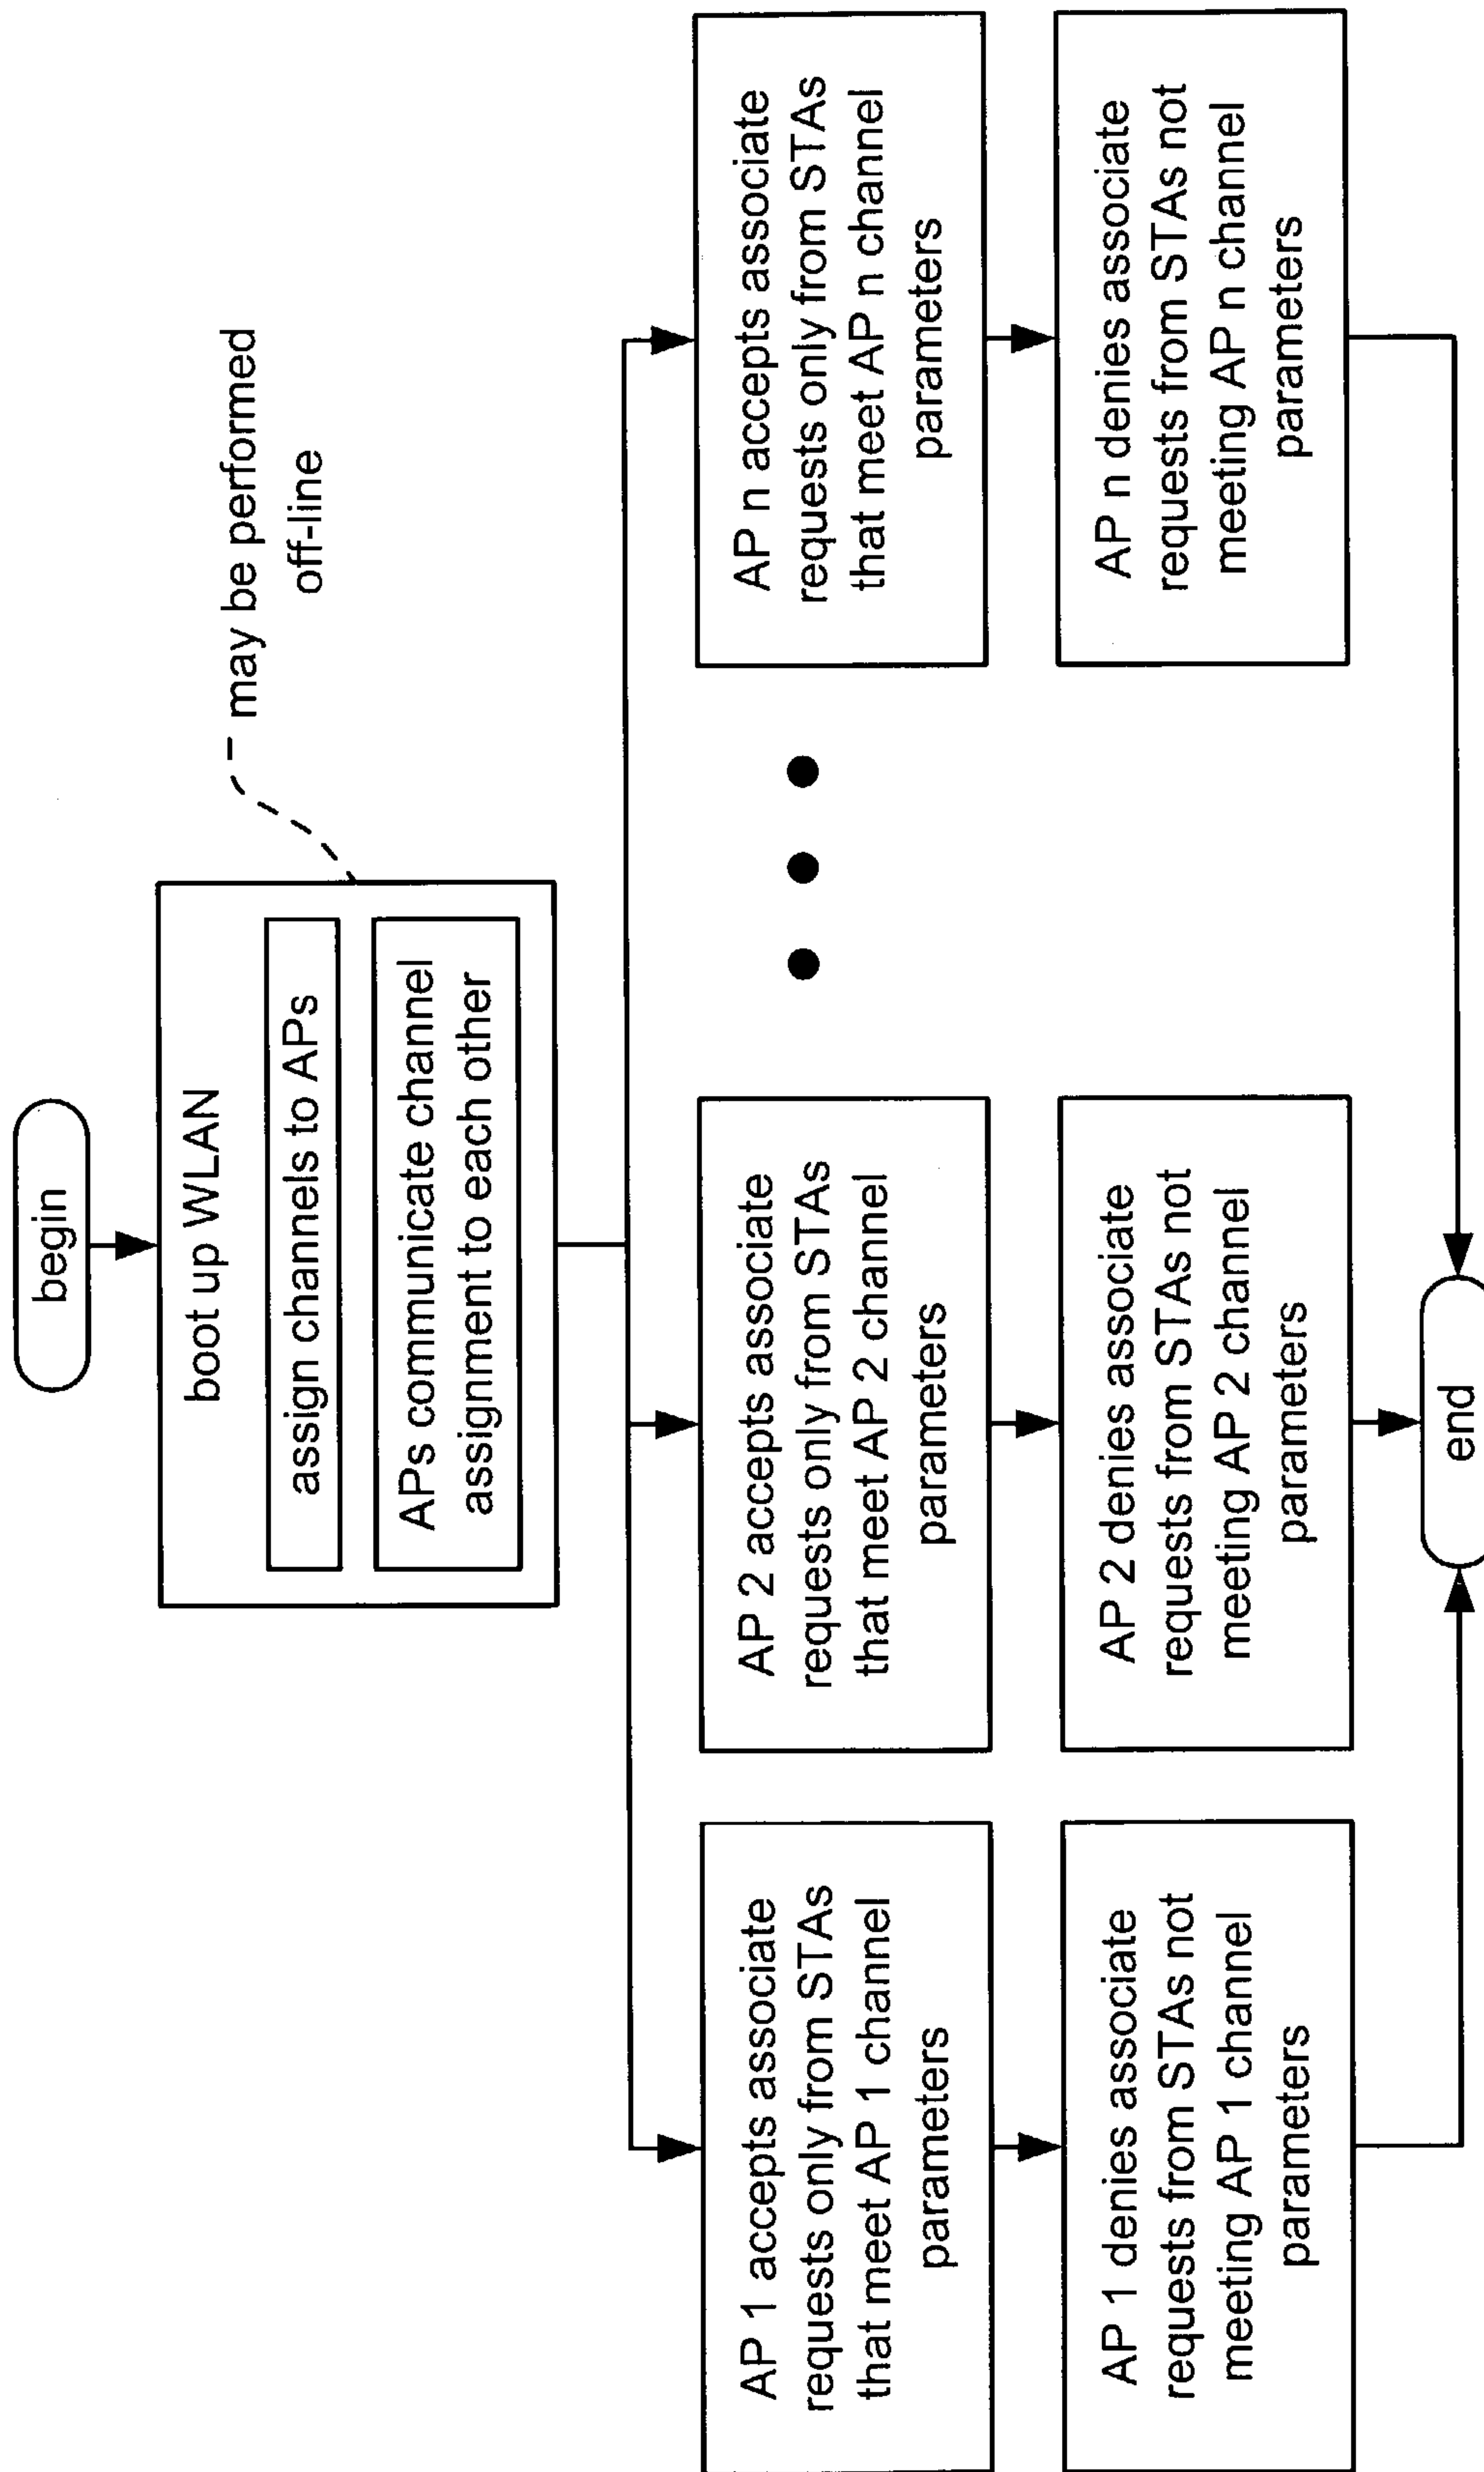 begin
boot up WLAN
assign channels to APs
APs communicate channel
assignment to each other
may be performed
off-line
AP 1 accepts associate
requests only from STAs
that meet AP 1 channel
parameters
AP 2 accepts associate
requests only from STAs
that meet AP 2 channel
parameters
AP n accepts associate
requests only from STAs
that meet AP n channel
parameters
AP 1 denies associate
requests from STAs not
meeting AP 1 channel
parameters
AP 2 denies associate
requests from STAs not
meeting AP 2 channel
parameters
AP n denies associate
requests from STAs not
meeting AP n channel
parameters
end